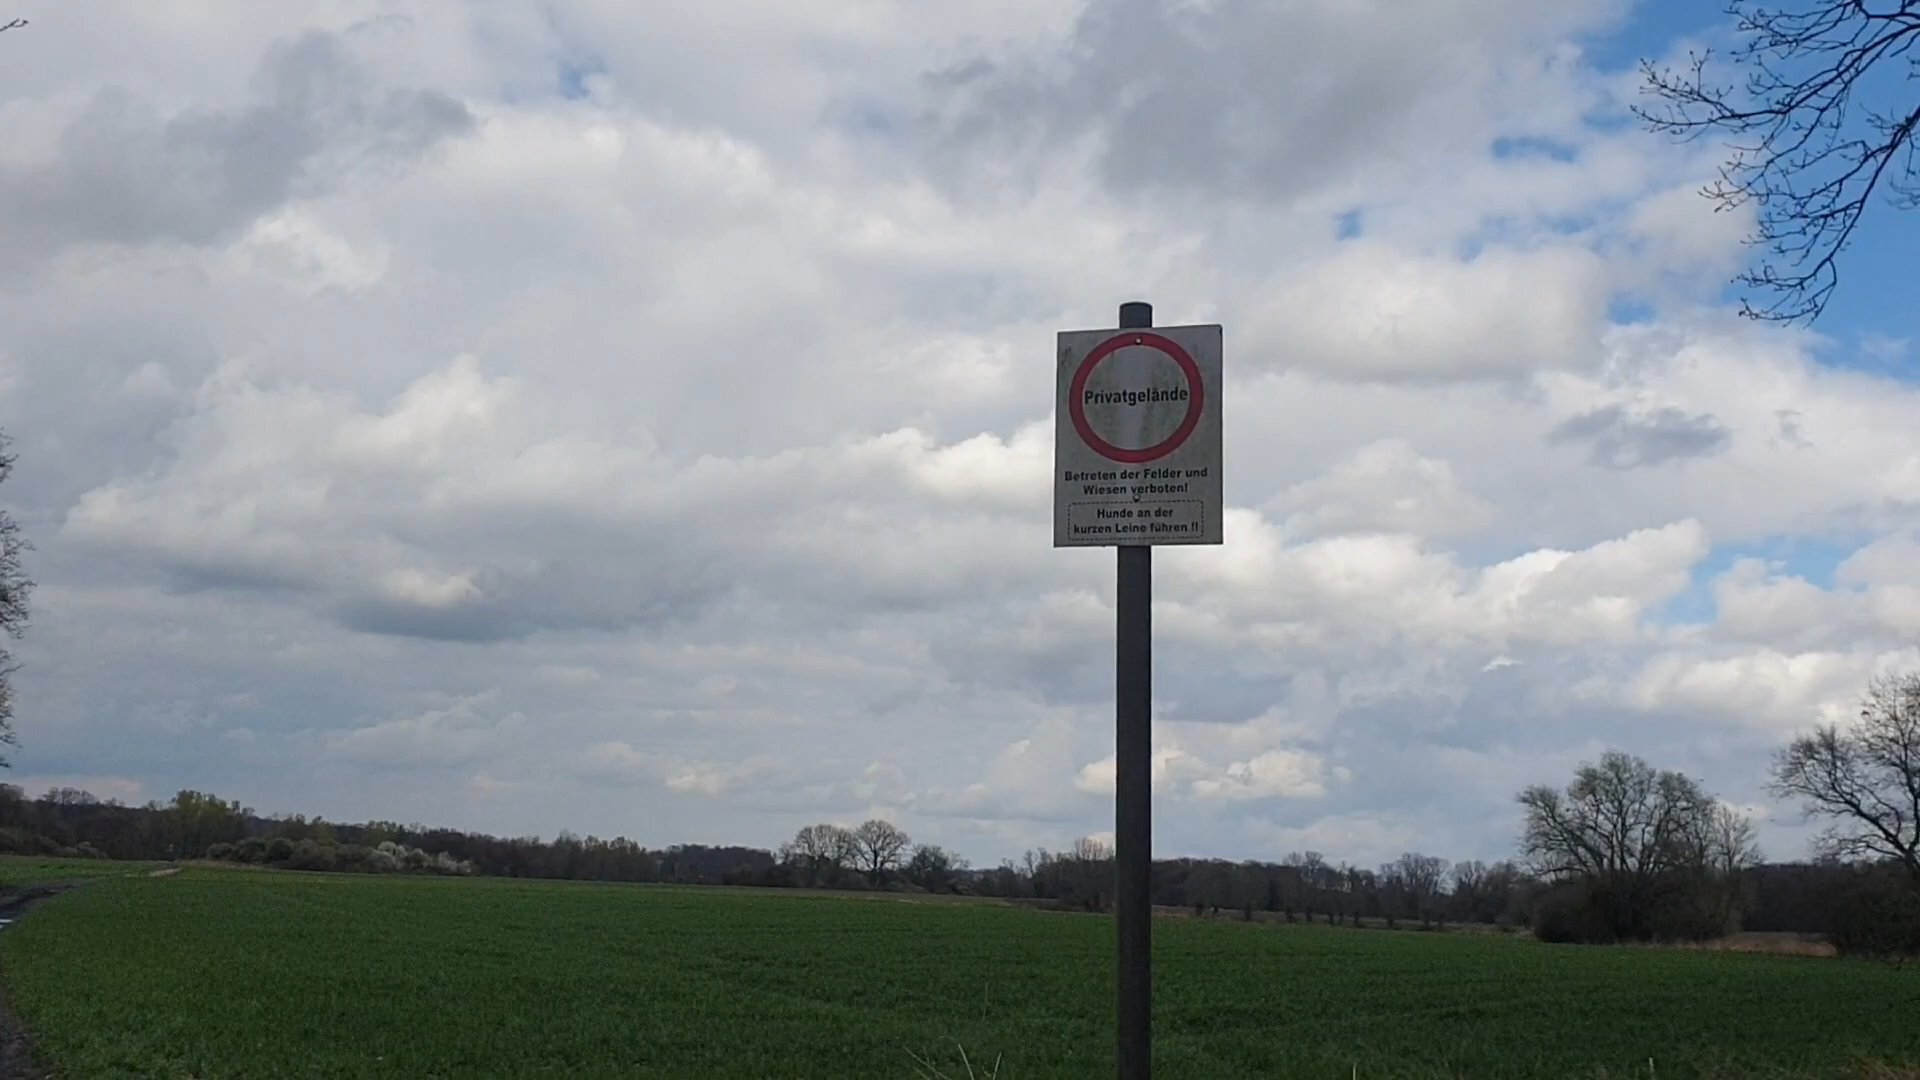 Privatgelände
Betreten der Felder und
Wiesen verboten!
Hunde an der
kurzen Leine führen !!